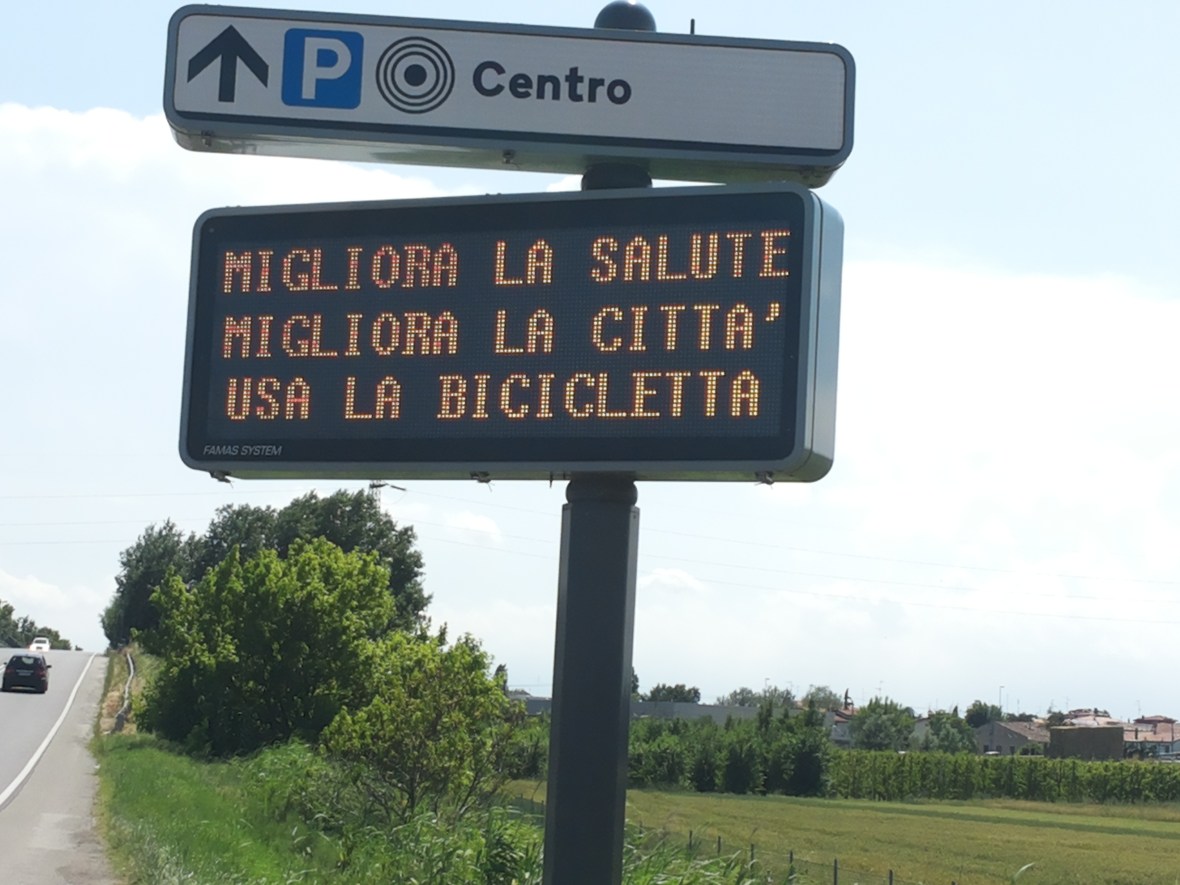 P Centro
MIGLIORA LA SALUTE
MIGLIORA LA CITTA'
USA LA BICICLETTA
FAMAS SYSTEM